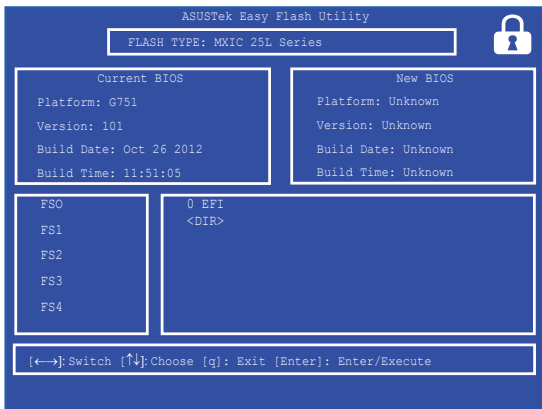 ASUSTek Easy Flash Utility
FLASH TYPE: MXIC 25L Series
Current BIOS
Platform: G751
Version: 101
Build Date: Oct 26 2012
Build Time: 11:51:05
New BIOS
Platform: Unknown
Version: Unknown
Build Date: Unknown
Build Time: Unknown
FSO
FS1
FS2
FS3
FS4
0 EFI
<DIR>
[←→]: Switch [↑↓]: Choose [q]: Exit [Enter]: Enter/Execute